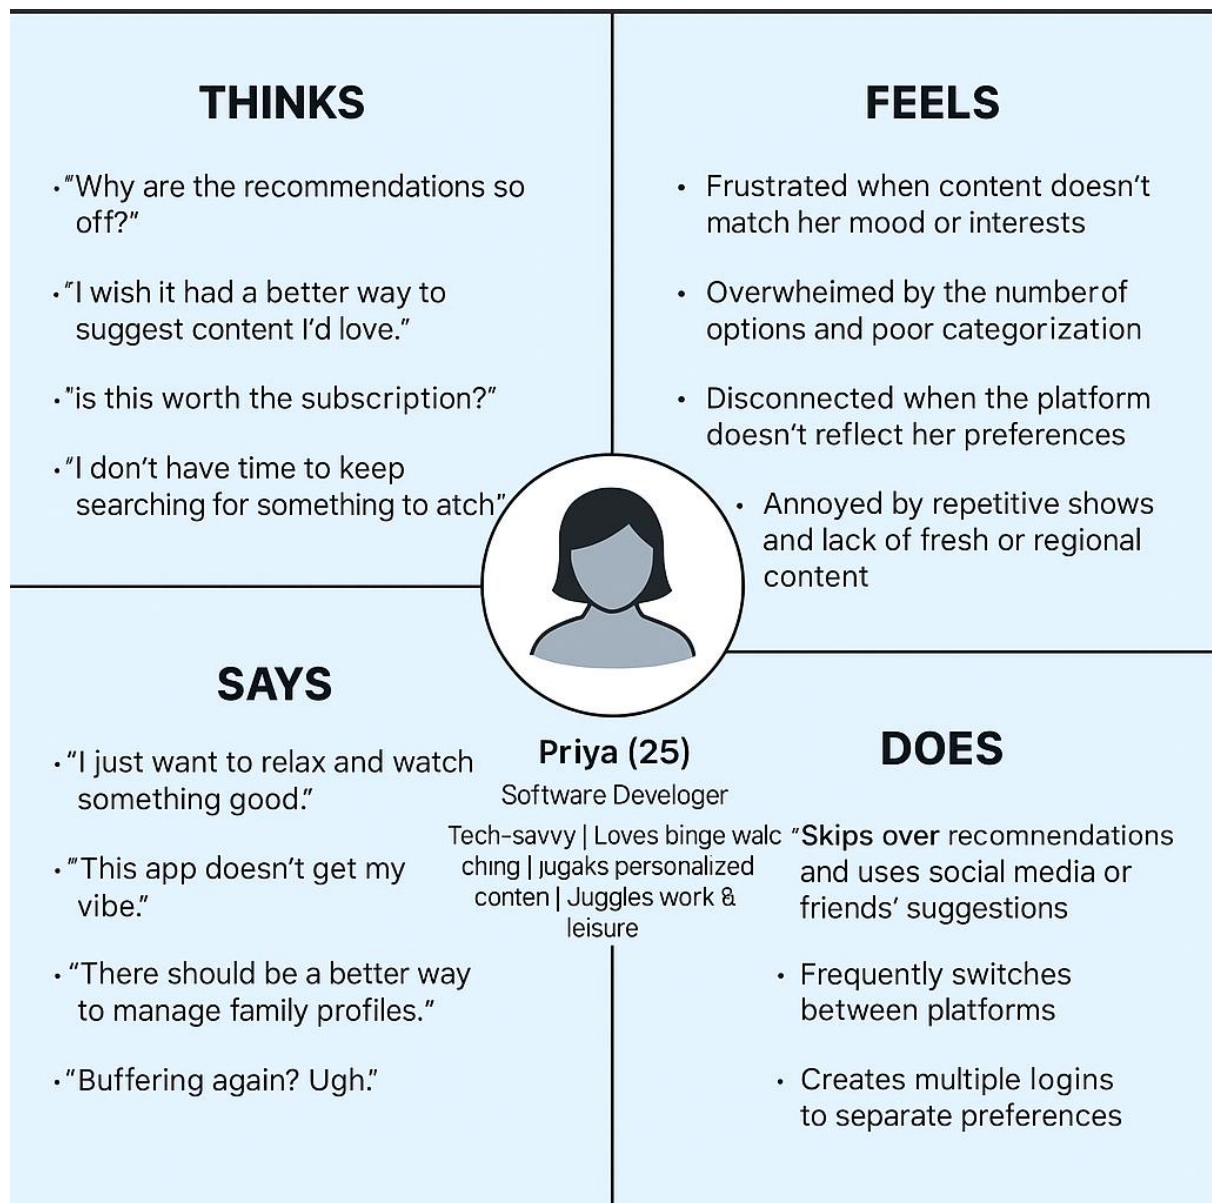 THINKS
· "Why are the recommendations so
off?"
· "I wish it had a better way to
suggest content I'd love."
· "is this worth the subscription?"
· "I don't have time to keep
searching for something to atch"
FEELS
• Frustrated when content doesn't
match her mood or interests
• Overwheimed by the numberof
options and poor categorization
• Disconnected when the platform
doesn't reflect her preferences
• Annoyed by repetitive shows
and lack of fresh or regional
content
SAYS
· "I just want to relax and watch
something good."
· "This app doesn't get my
vibe."
· "There should be a better way
to manage family profiles."
· "Buffering again? Ugh."
Priya (25)
Software Develoger
Tech-savvy | Loves binge walc
ching | jugaks personalized
conten | Juggles work &
leisure
DOES
"Skips over recomnendations
and uses social media or
friends' suggestions
• Frequently switches
between platforms
• Creates multiple logins
to separate preferences